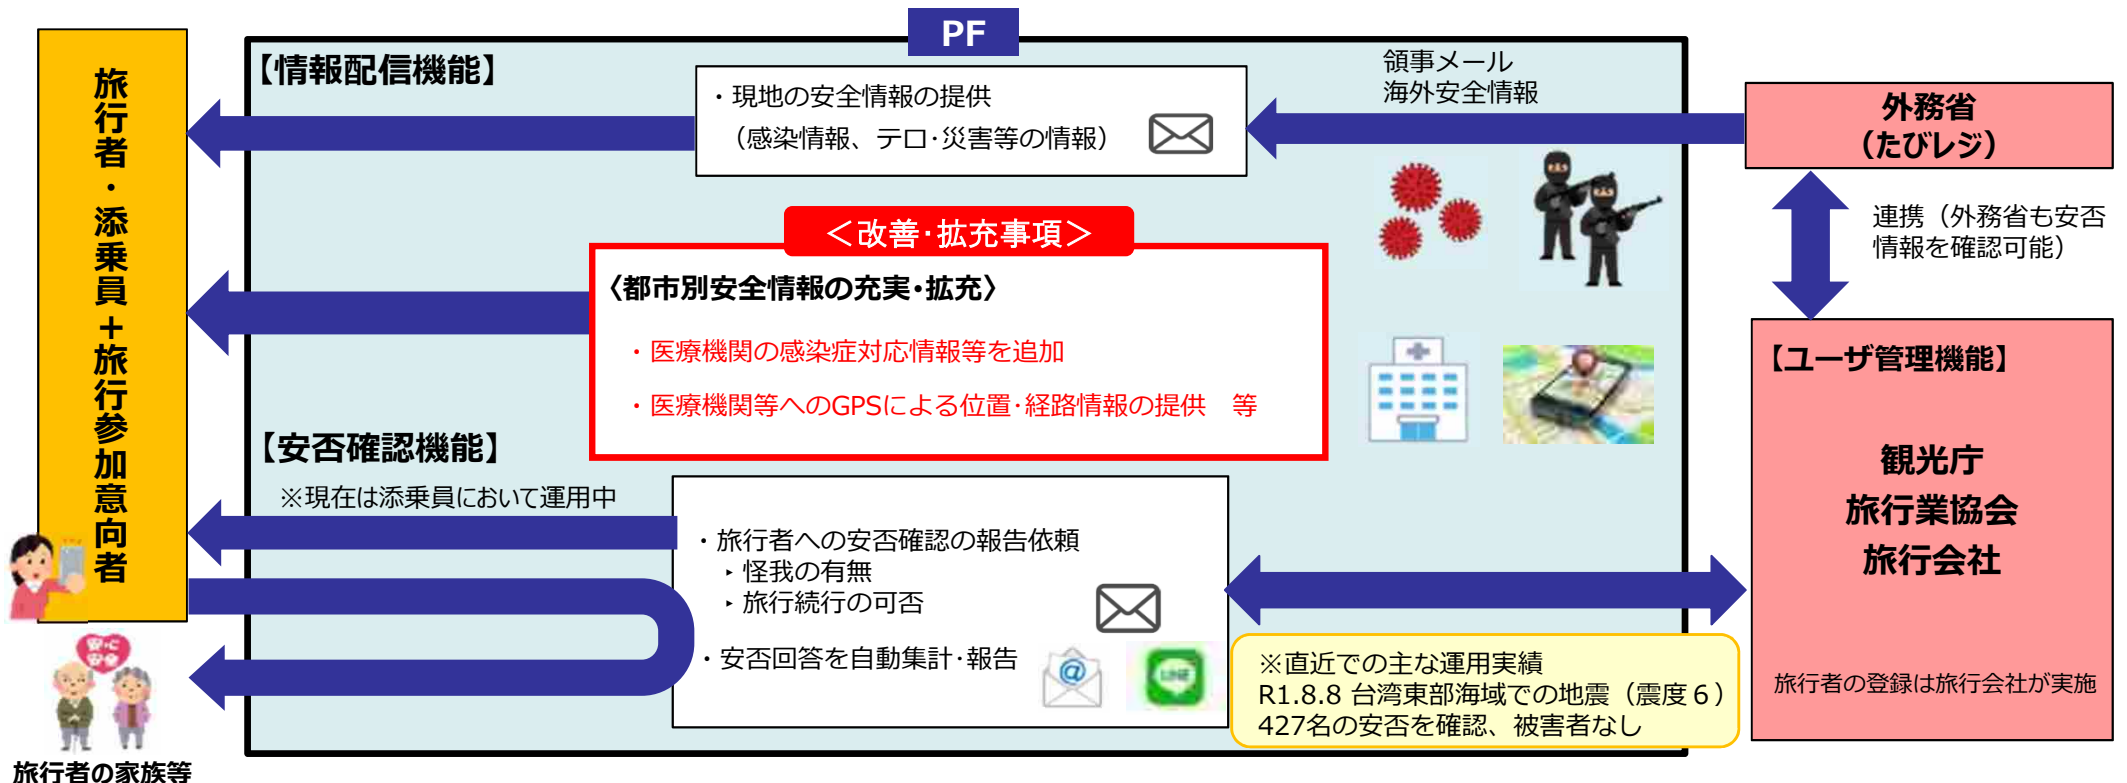 PF
旅行者・添乗員＋旅行参加意向者
【情報配信機能】
・現地の安全情報の提供
（感染情報、テロ・災害等の情報）
領事メール
海外安全情報
外務省
（たびレジ）
連携（外務省も安否
情報を確認可能）
＜改善・拡充事項＞
〈都市別安全情報の充実・拡充〉
・医療機関の感染症対応情報等を追加
・医療機関等へのGPSによる位置・経路情報の提供　等
【安否確認機能】
※現在は添乗員において運用中
・旅行者への安否確認の報告依頼
‣ 怪我の有無
‣ 旅行続行の可否
・安否回答を自動集計・報告
@
LINE
【ユーザ管理機能】
観光庁
旅行業協会
旅行会社
旅行者の登録は旅行会社が実施
※直近での主な運用実績
R1.8.8 台湾東部海域での地震（震度６）
427名の安否を確認、被害者なし
安心
安全
旅行者の家族等